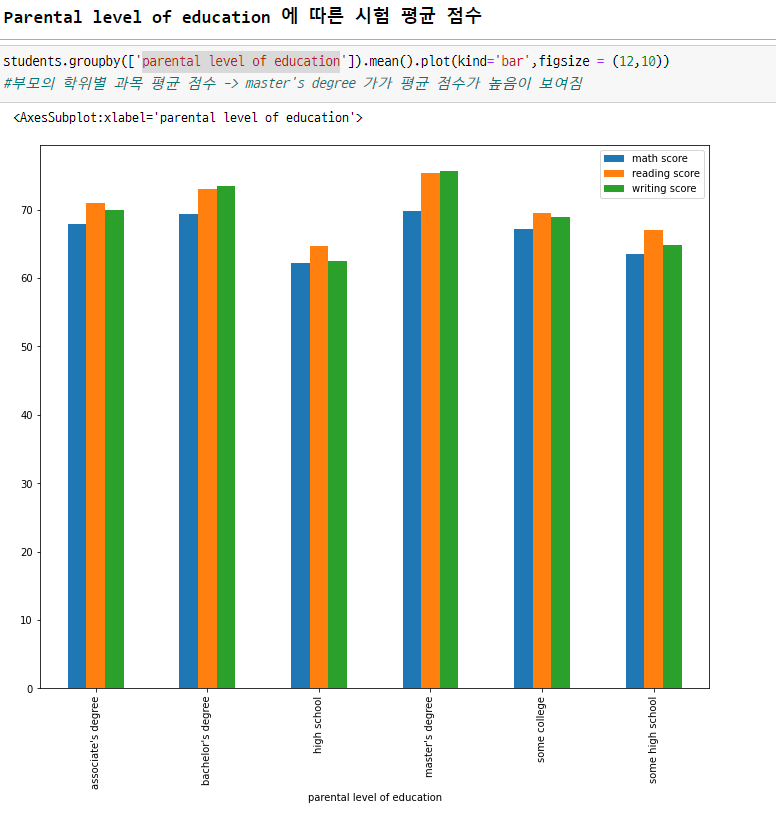 Parental level of education 에 따른 시험 평균 점수
students.groupby(['parental level of education']).mean().plot(kind='bar',figsize = (12,10))
#부모의 학위별 과목 평균 점수 -> master's degree 가가 평균 점수가 높음이 보여짐
<AxesSubplot:xlabel='parental level of education'>
math score
reading score
writing score
70
60
50
40
30
20
10
0
associate's degree
bachelor's degree
high school
master's degree
some college
some high school
parental level of education